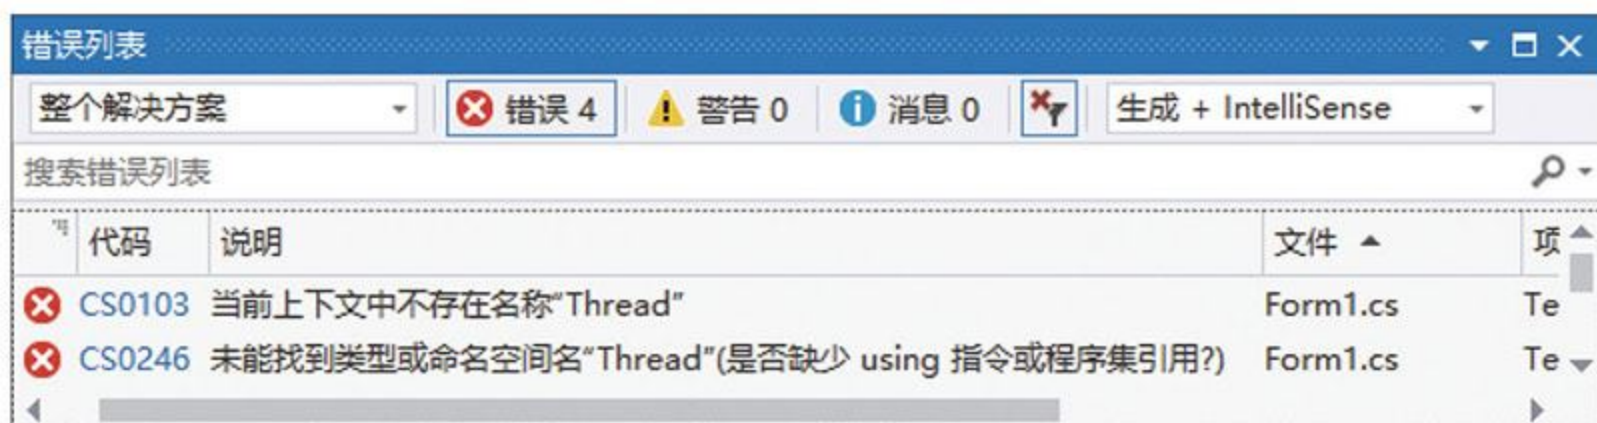 错误列表
整个解决方案 错误 4 警告 0 消息 0 生成 + IntelliSense
搜索错误列表
代码 说明 文件 项
CS0103 当前上下文中不存在名称“Thread” Form1.cs Te
CS0246 未能找到类型或命名空间名“Thread”(是否缺少 using 指令或程序集引用?) Form1.cs Te